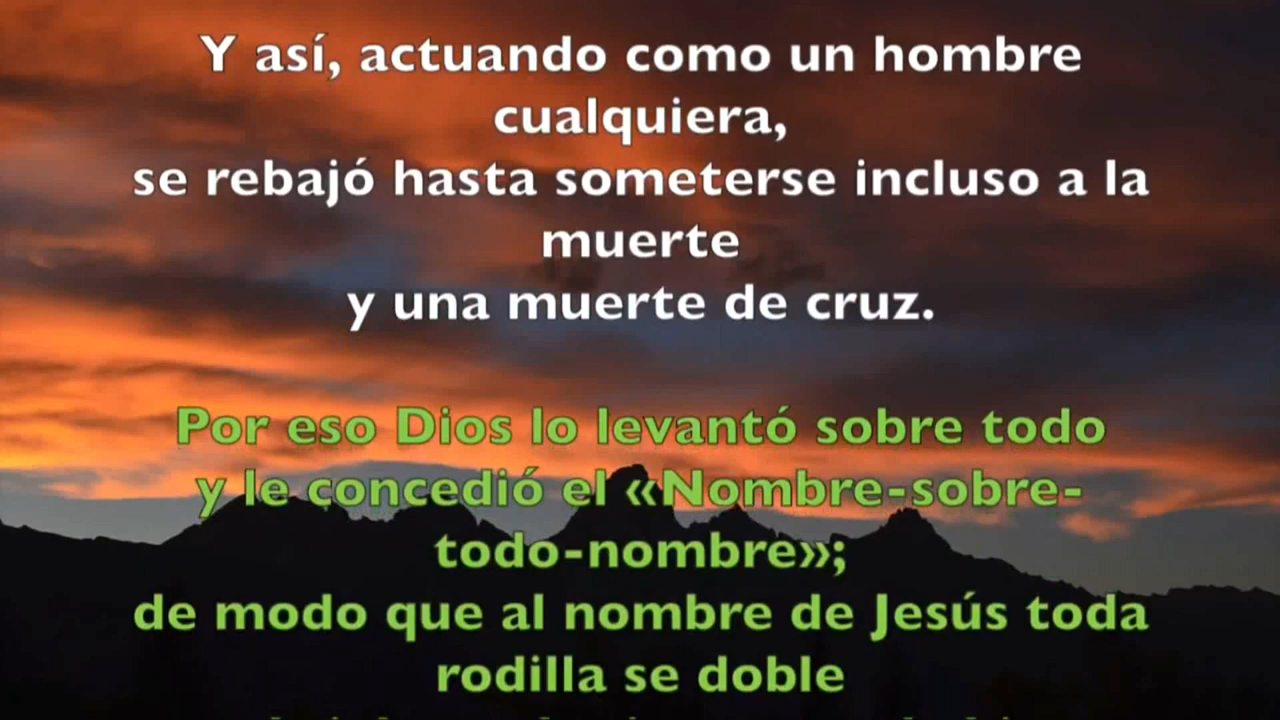 Y así, actuando como un hombre
cualquiera,
se rebajó hasta someterse incluso a la
muerte
y una muerte de cruz.
Por eso Dios lo levantó sobre todo
y le concedió el «Nombre-sobre-
todo-nombre»;
de modo que al nombre de Jesús toda
rodilla se doble